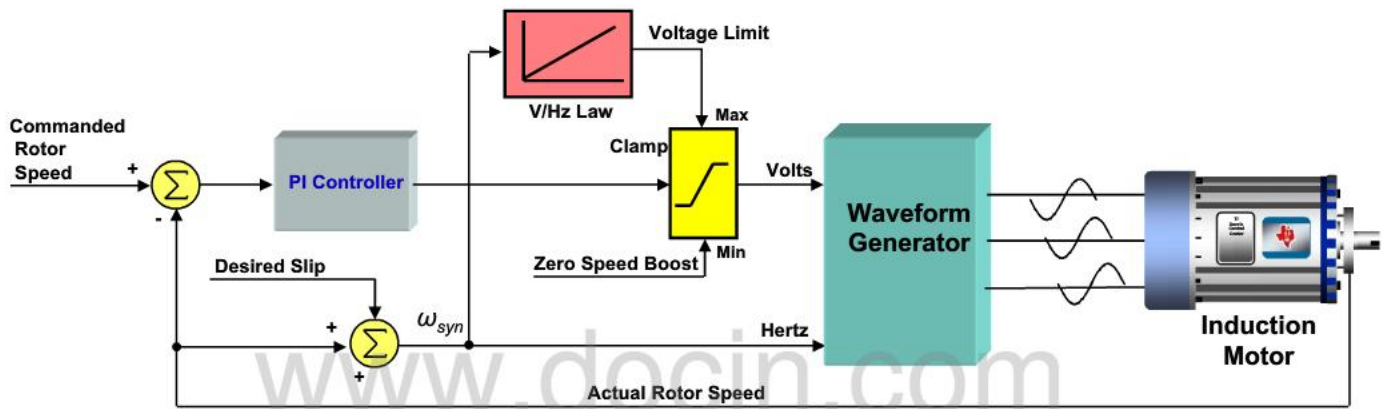 Voltage Limit
V/Hz Law
Max
Commanded
Rotor
Speed
+
Σ
-
PI Controller
Clamp
Volts
Min
Zero Speed Boost
Waveform
Generator
Desired Slip
+
Σ
+
ω_syn
Hertz
Induction
Motor
Actual Rotor Speed
www.docin.com